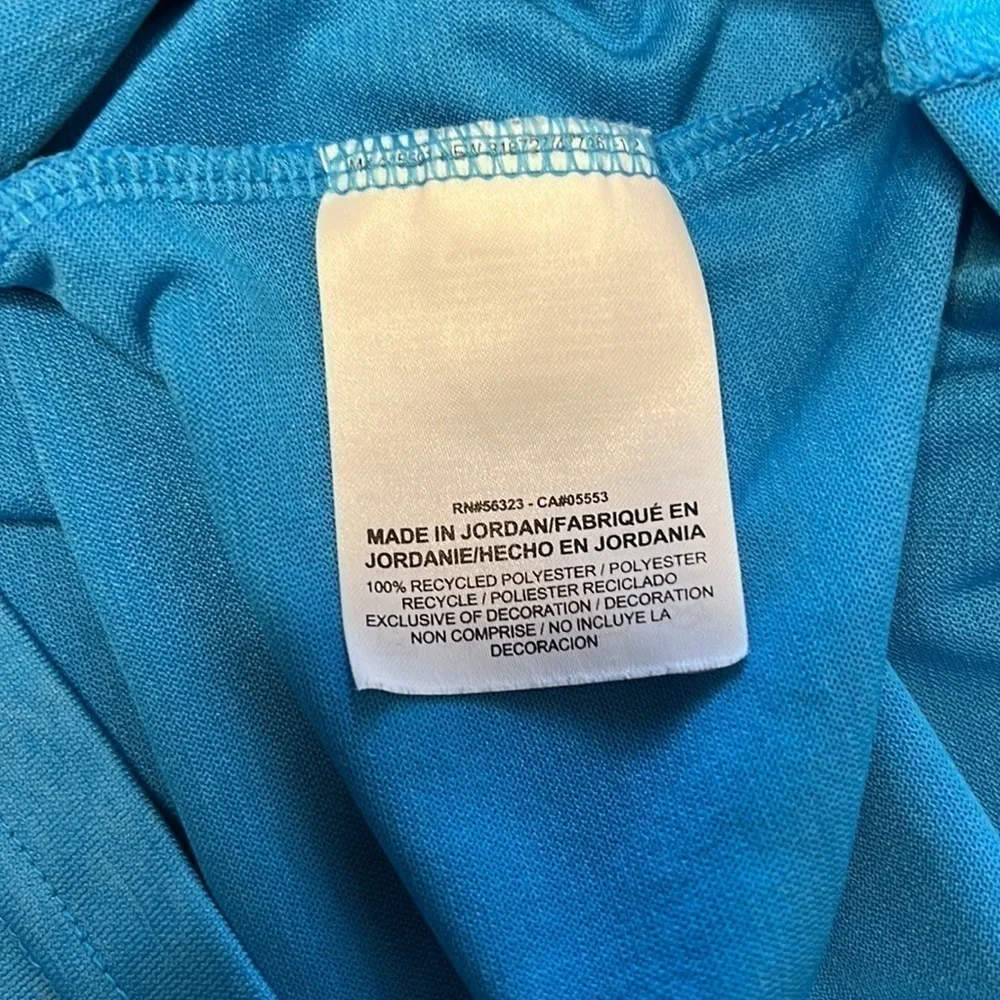 RN#56323 - CA#05553
MADE IN JORDAN/FABRIQUÉ EN
JORDANIE/HECHO EN JORDANIA
100% RECYCLED POLYESTER / POLYESTER
RECYCLE / POLIESTER RECICLADO
EXCLUSIVE OF DECORATION / DECORATION
NON COMPRISE / NO INCLUYE LA
DECORACION